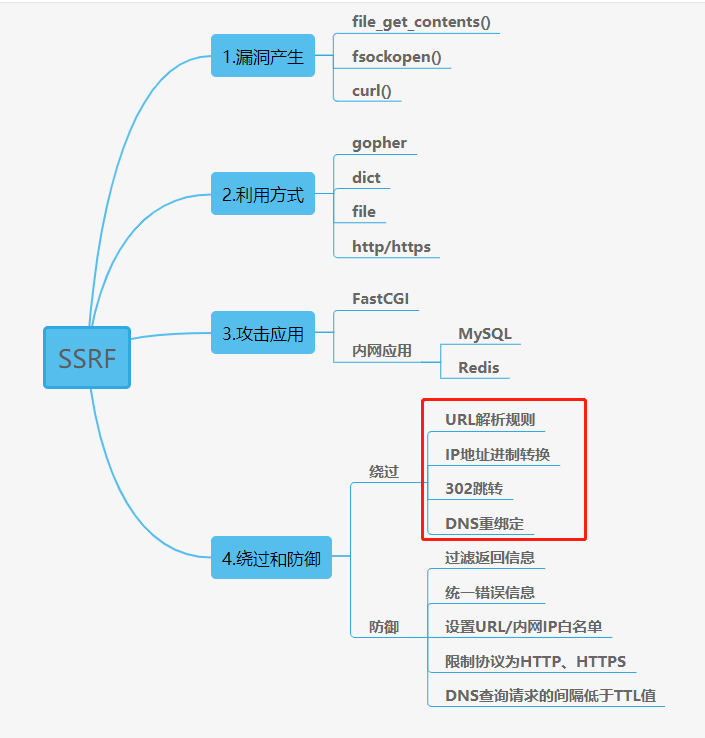 SSRF
1.漏洞产生
file_get_contents()
fsockopen()
curl()
2.利用方式
gopher
dict
file
http/https
3.攻击应用
FastCGI
内网应用
MySQL
Redis
4.绕过和防御
绕过
URL解析规则
IP地址进制转换
302跳转
DNS重绑定
防御
过滤返回信息
统一错误信息
设置URL/内网IP白名单
限制协议为HTTP、HTTPS
DNS查询请求的间隔低于TTL值